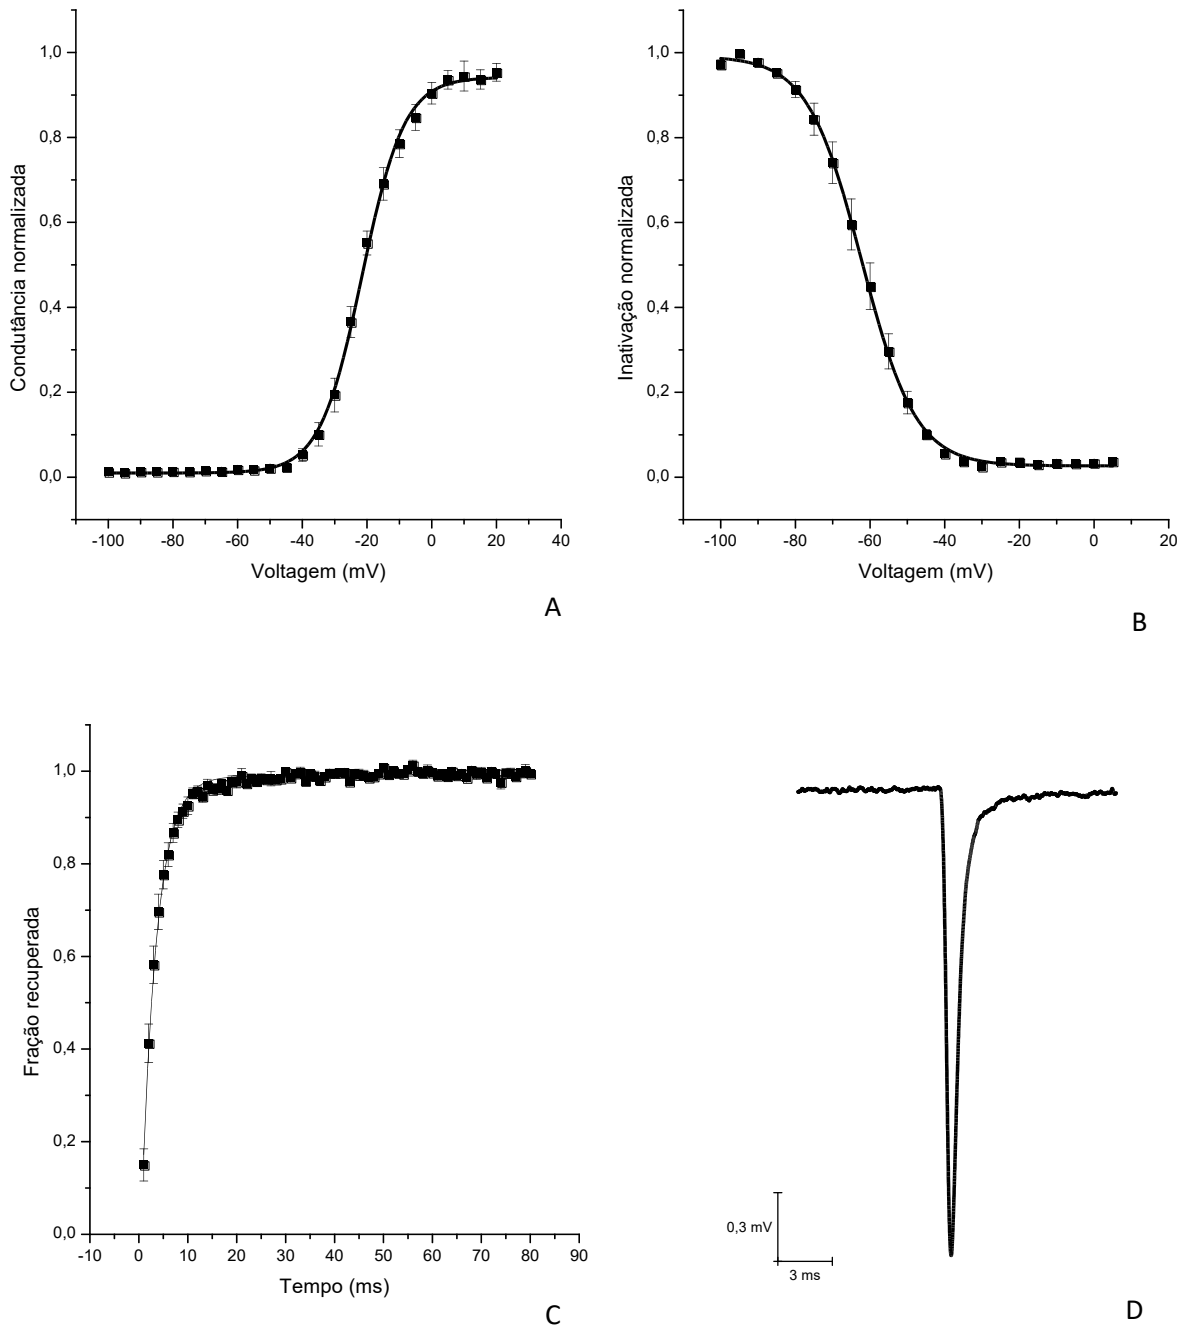 Condutância normalizada
1,0
0,8
0,6
0,4
0,2
0,0
-100 -80 -60 -40 -20 0 20 40
Voltagem (mV)
A
Inativação normalizada
1,0
0,8
0,6
0,4
0,2
0,0
-100 -80 -60 -40 -20 0 20
Voltagem (mV)
B
Fração recuperada
1,0
0,8
0,6
0,4
0,2
0,0
-10 0 10 20 30 40 50 60 70 80 90
Tempo (ms)
C
0,3 mV
3 ms
D